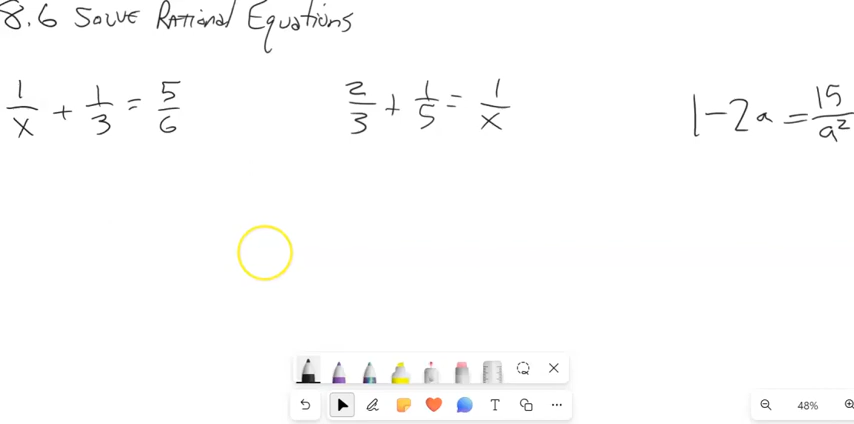 8.6 Solve Rational Equations
1/x + 1/3 = 5/6
2/3 + 1/5 = 1/x
1 - 2a = 15/a²
T
48%